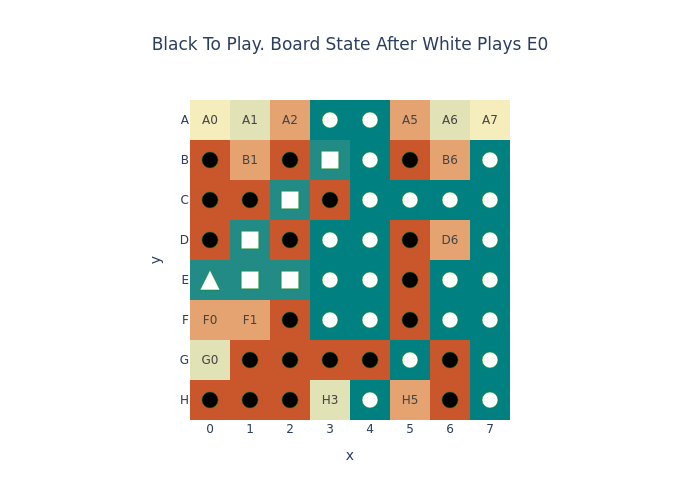 Black To Play. Board State After White Plays E0
A A0 A1 A2 A5 A6 A7
B B1 B6
C
D D6
E
F F0 F1
G G0
H H3 H5
0 1 2 3 4 5 6 7
x
y